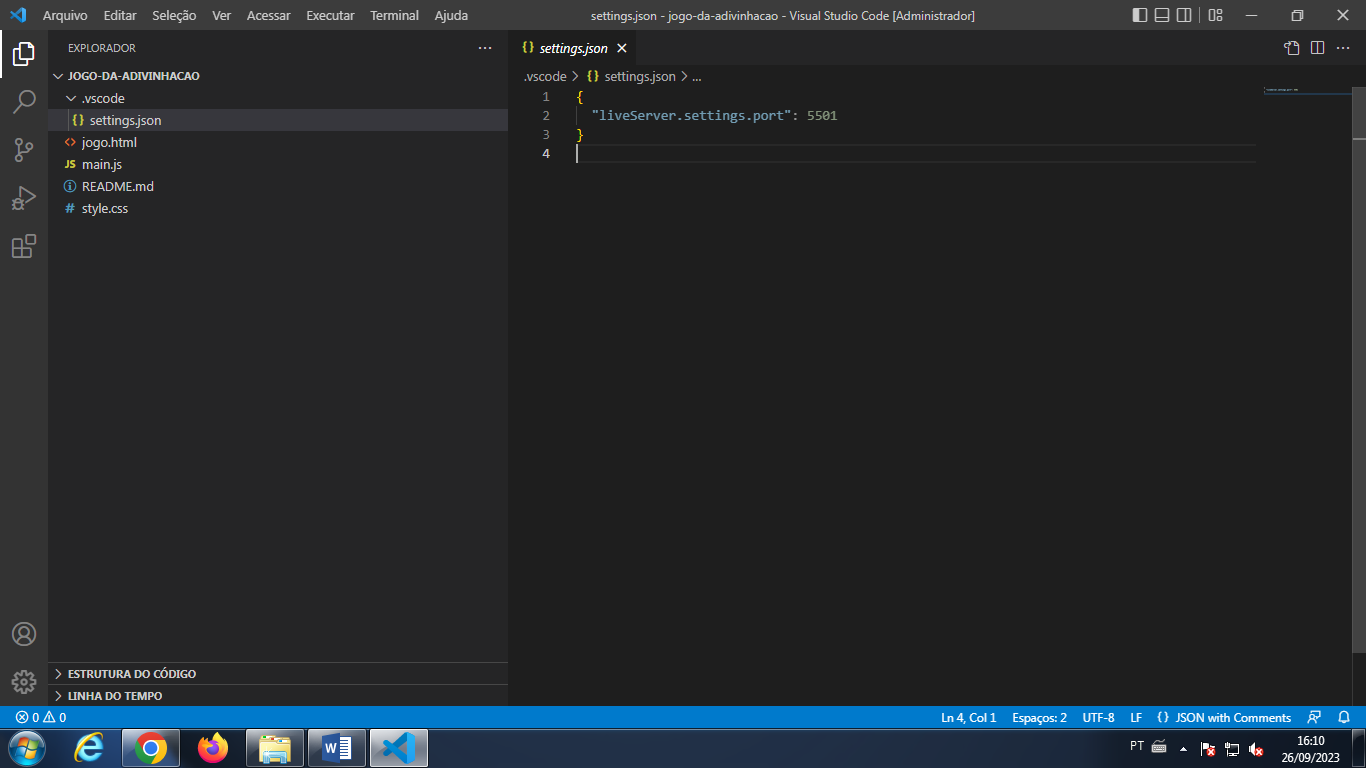 Arquivo Editar Seleção Ver Acessar Executar Terminal Ajuda
settings.json - jogo-da-adivinhacao - Visual Studio Code [Administrador]
EXPLORADOR
JOGO-DA-ADIVINHACAO
.vscode
{} settings.json
<> jogo.html
JS main.js
README.md
# style.css
ESTRUTURA DO CÓDIGO
LINHA DO TEMPO
{} settings.json
.vscode > {} settings.json > ...
1 {
2 "liveServer.settings.port": 5501
3 }
4
0 0
Ln 4, Col 1 Espaços: 2 UTF-8 LF {} JSON with Comments
PT
16:10
26/09/2023